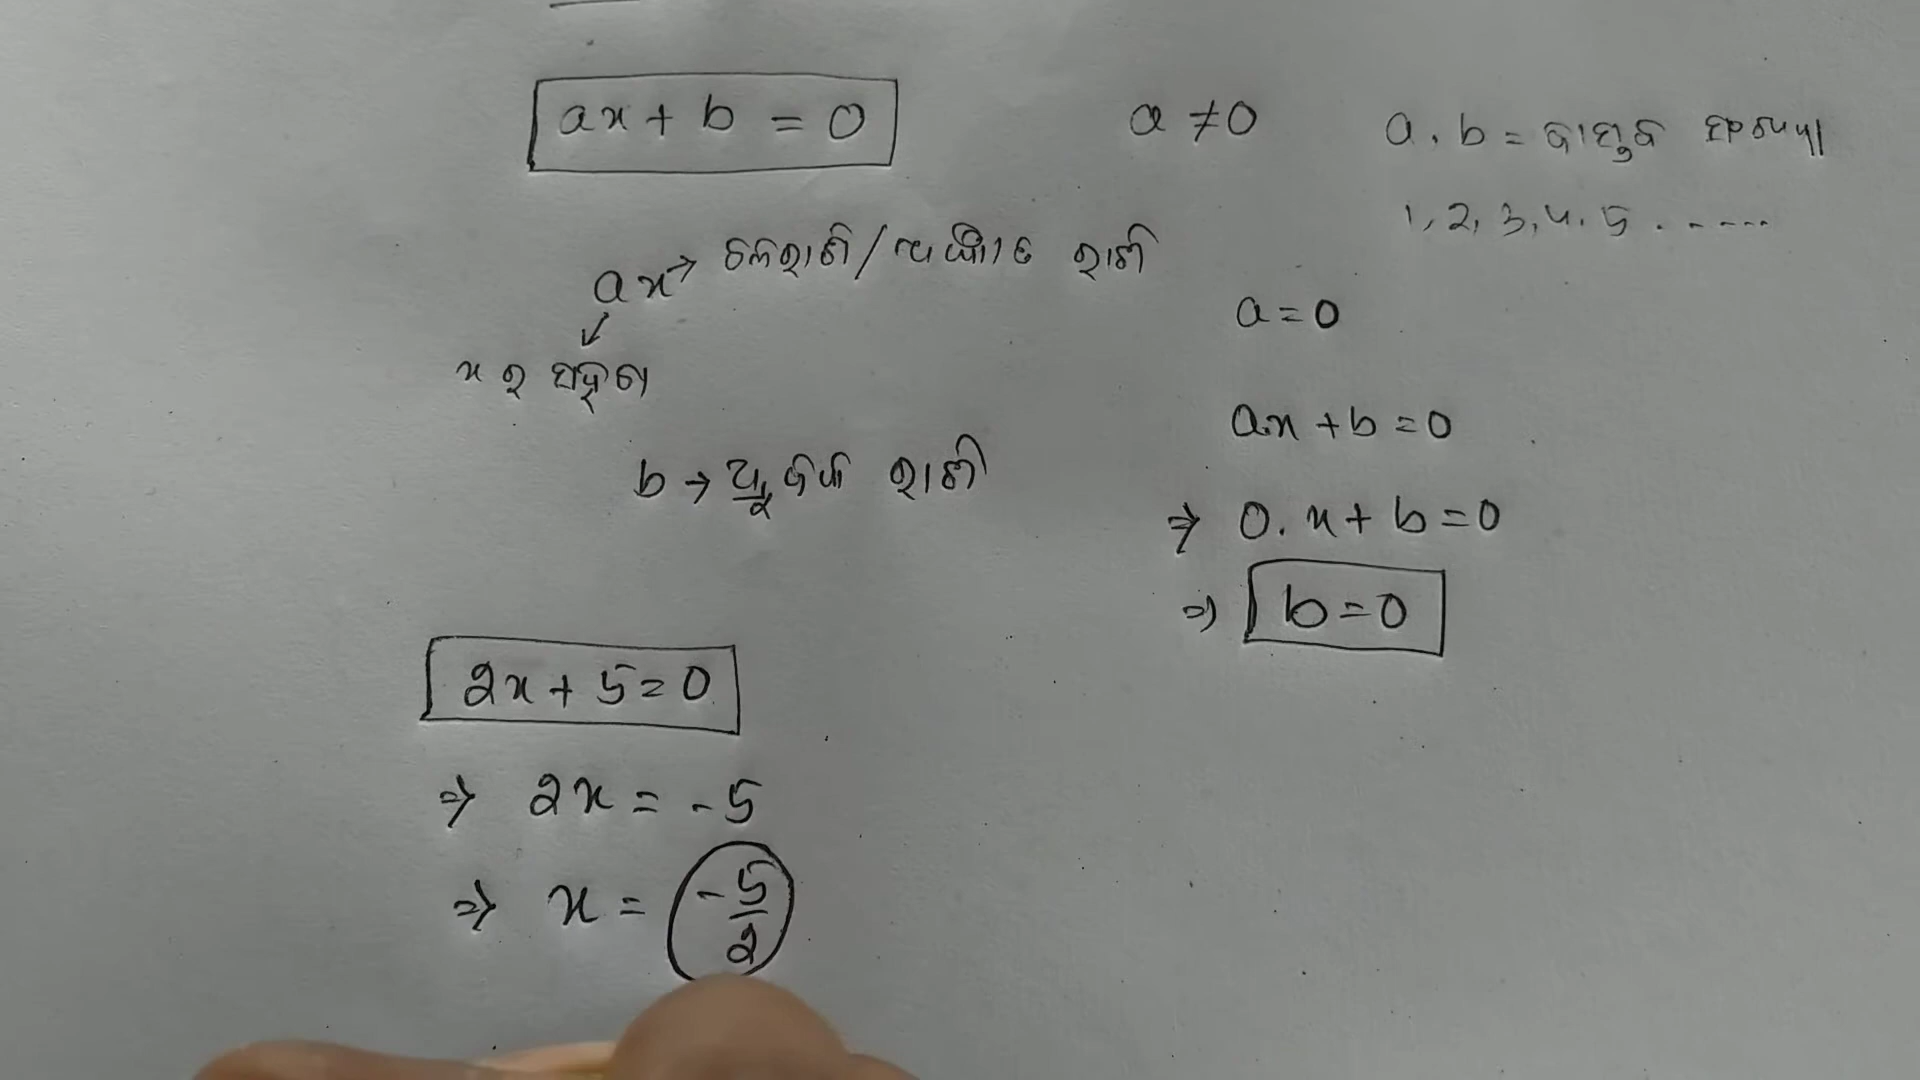 ax + b = 0
a ≠ 0
a, b = ବାସ୍ତବ ସଂଖ୍ୟା
1, 2, 3, 4, 5 . -----
ax → ଚଳରାଶି / ଅଜ୍ଞାତ ରାଶି
↙
x ର ସହଗ
b → ଧ୍ରୁବକ ରାଶି
a = 0
a.x + b = 0
⇒ 0. x + b = 0
⇒ b = 0
2x + 5 = 0
⇒ 2x = -5
⇒ x = -5/2